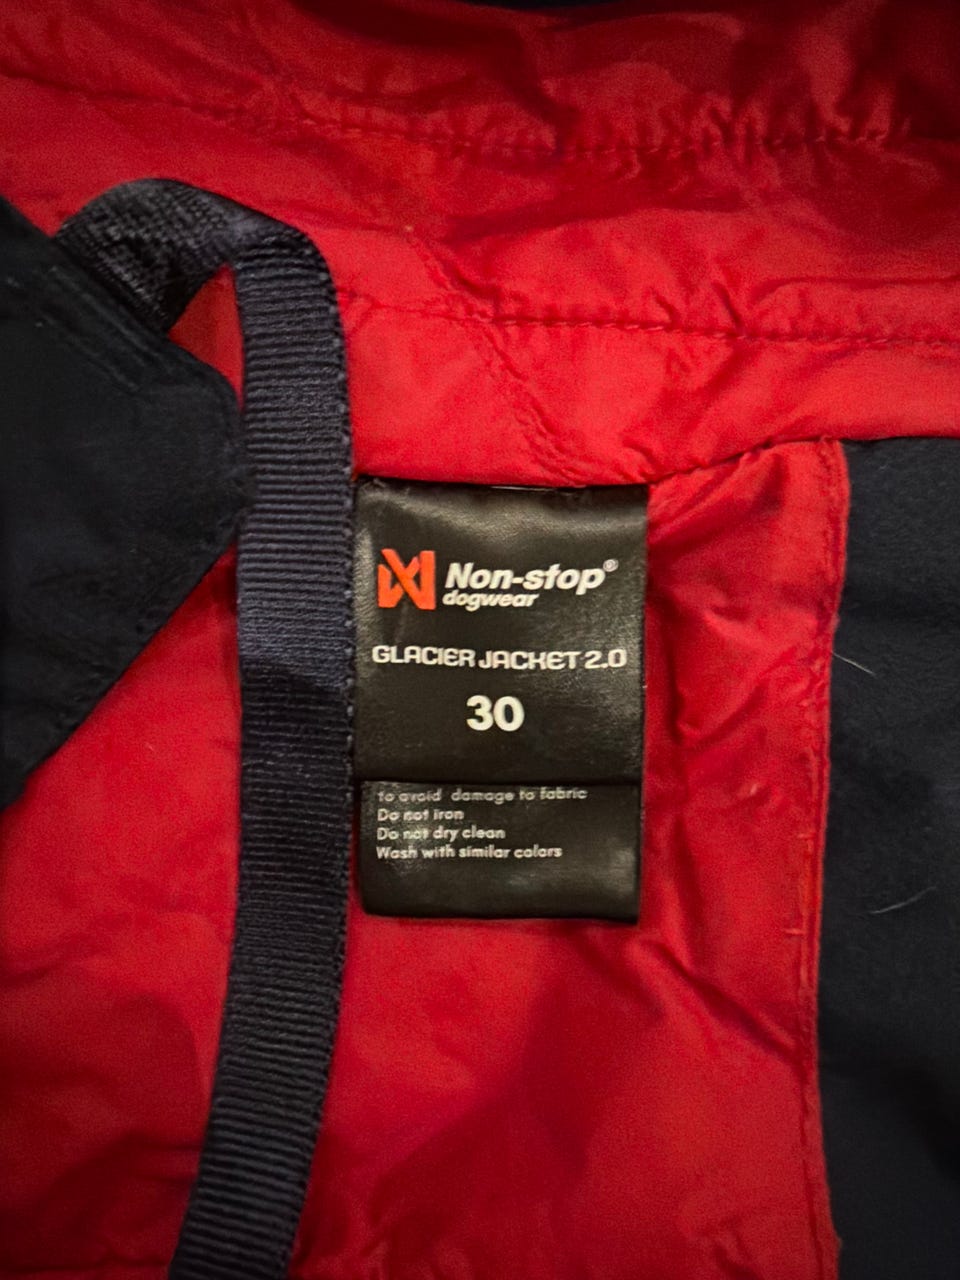 Non-stop®
dogwear
GLACIER JACKET 2.0
30
to avoid damage to fabric
Do not iron
Do not dry clean
Wash with similar colors